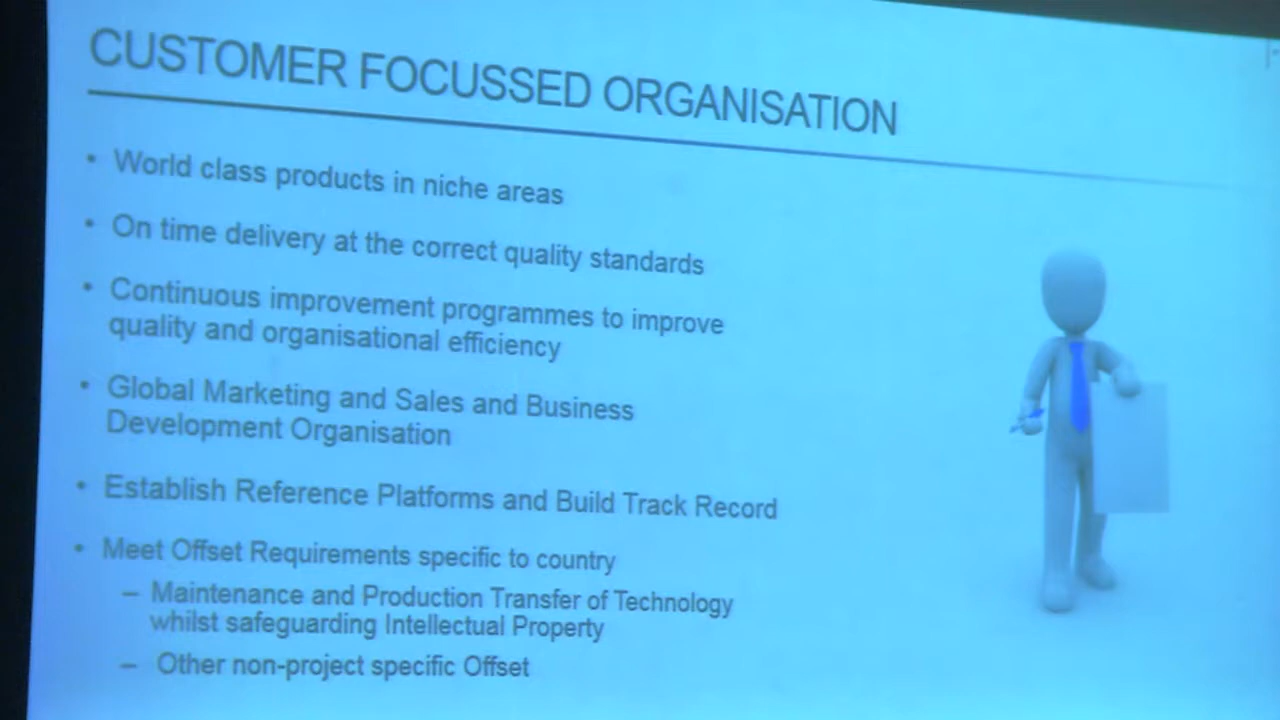 CUSTOMER FOCUSSED ORGANISATION
• World class products in niche areas
• On time delivery at the correct quality standards
• Continuous improvement programmes to improve
quality and organisational efficiency
• Global Marketing and Sales and Business
Development Organisation
• Establish Reference Platforms and Build Track Record
• Meet Offset Requirements specific to country
– Maintenance and Production Transfer of Technology
whilst safeguarding Intellectual Property
– Other non-project specific Offset